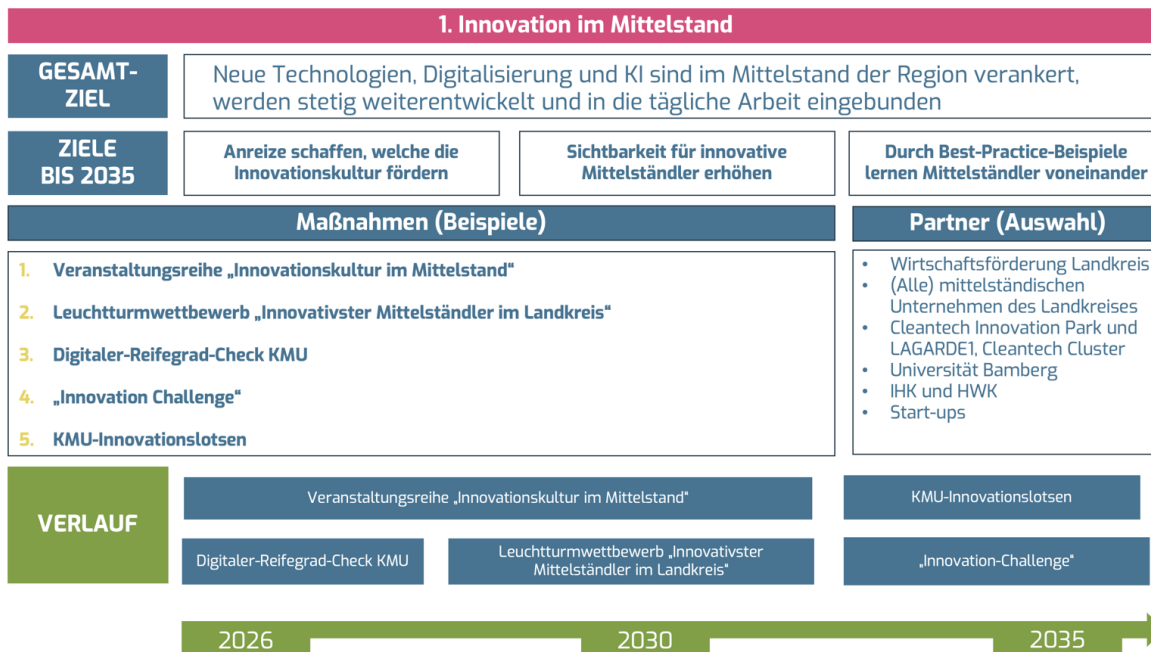 1. Innovation im Mittelstand
GESAMT-
ZIEL
Neue Technologien, Digitalisierung und KI sind im Mittelstand der Region verankert,
werden stetig weiterentwickelt und in die tägliche Arbeit eingebunden
ZIELE
BIS 2035
Anreize schaffen, welche die
Innovationskultur fördern
Sichtbarkeit für innovative
Mittelständler erhöhen
Durch Best-Practice-Beispiele
lernen Mittelständler voneinander
Maßnahmen (Beispiele)
1. Veranstaltungsreihe „Innovationskultur im Mittelstand“
2. Leuchtturmwettbewerb „Innovativster Mittelständler im Landkreis“
3. Digitaler-Reifegrad-Check KMU
4. „Innovation Challenge“
5. KMU-Innovationslotsen
Partner (Auswahl)
• Wirtschaftsförderung Landkreis
• (Alle) mittelständischen
Unternehmen des Landkreises
• Cleantech Innovation Park und
LAGARDE1, Cleantech Cluster
• Universität Bamberg
• IHK und HWK
• Start-ups
VERLAUF
Veranstaltungsreihe „Innovationskultur im Mittelstand“
KMU-Innovationslotsen
Digitaler-Reifegrad-Check KMU
Leuchtturmwettbewerb „Innovativster
Mittelständler im Landkreis“
„Innovation-Challenge“
2026
2030
2035